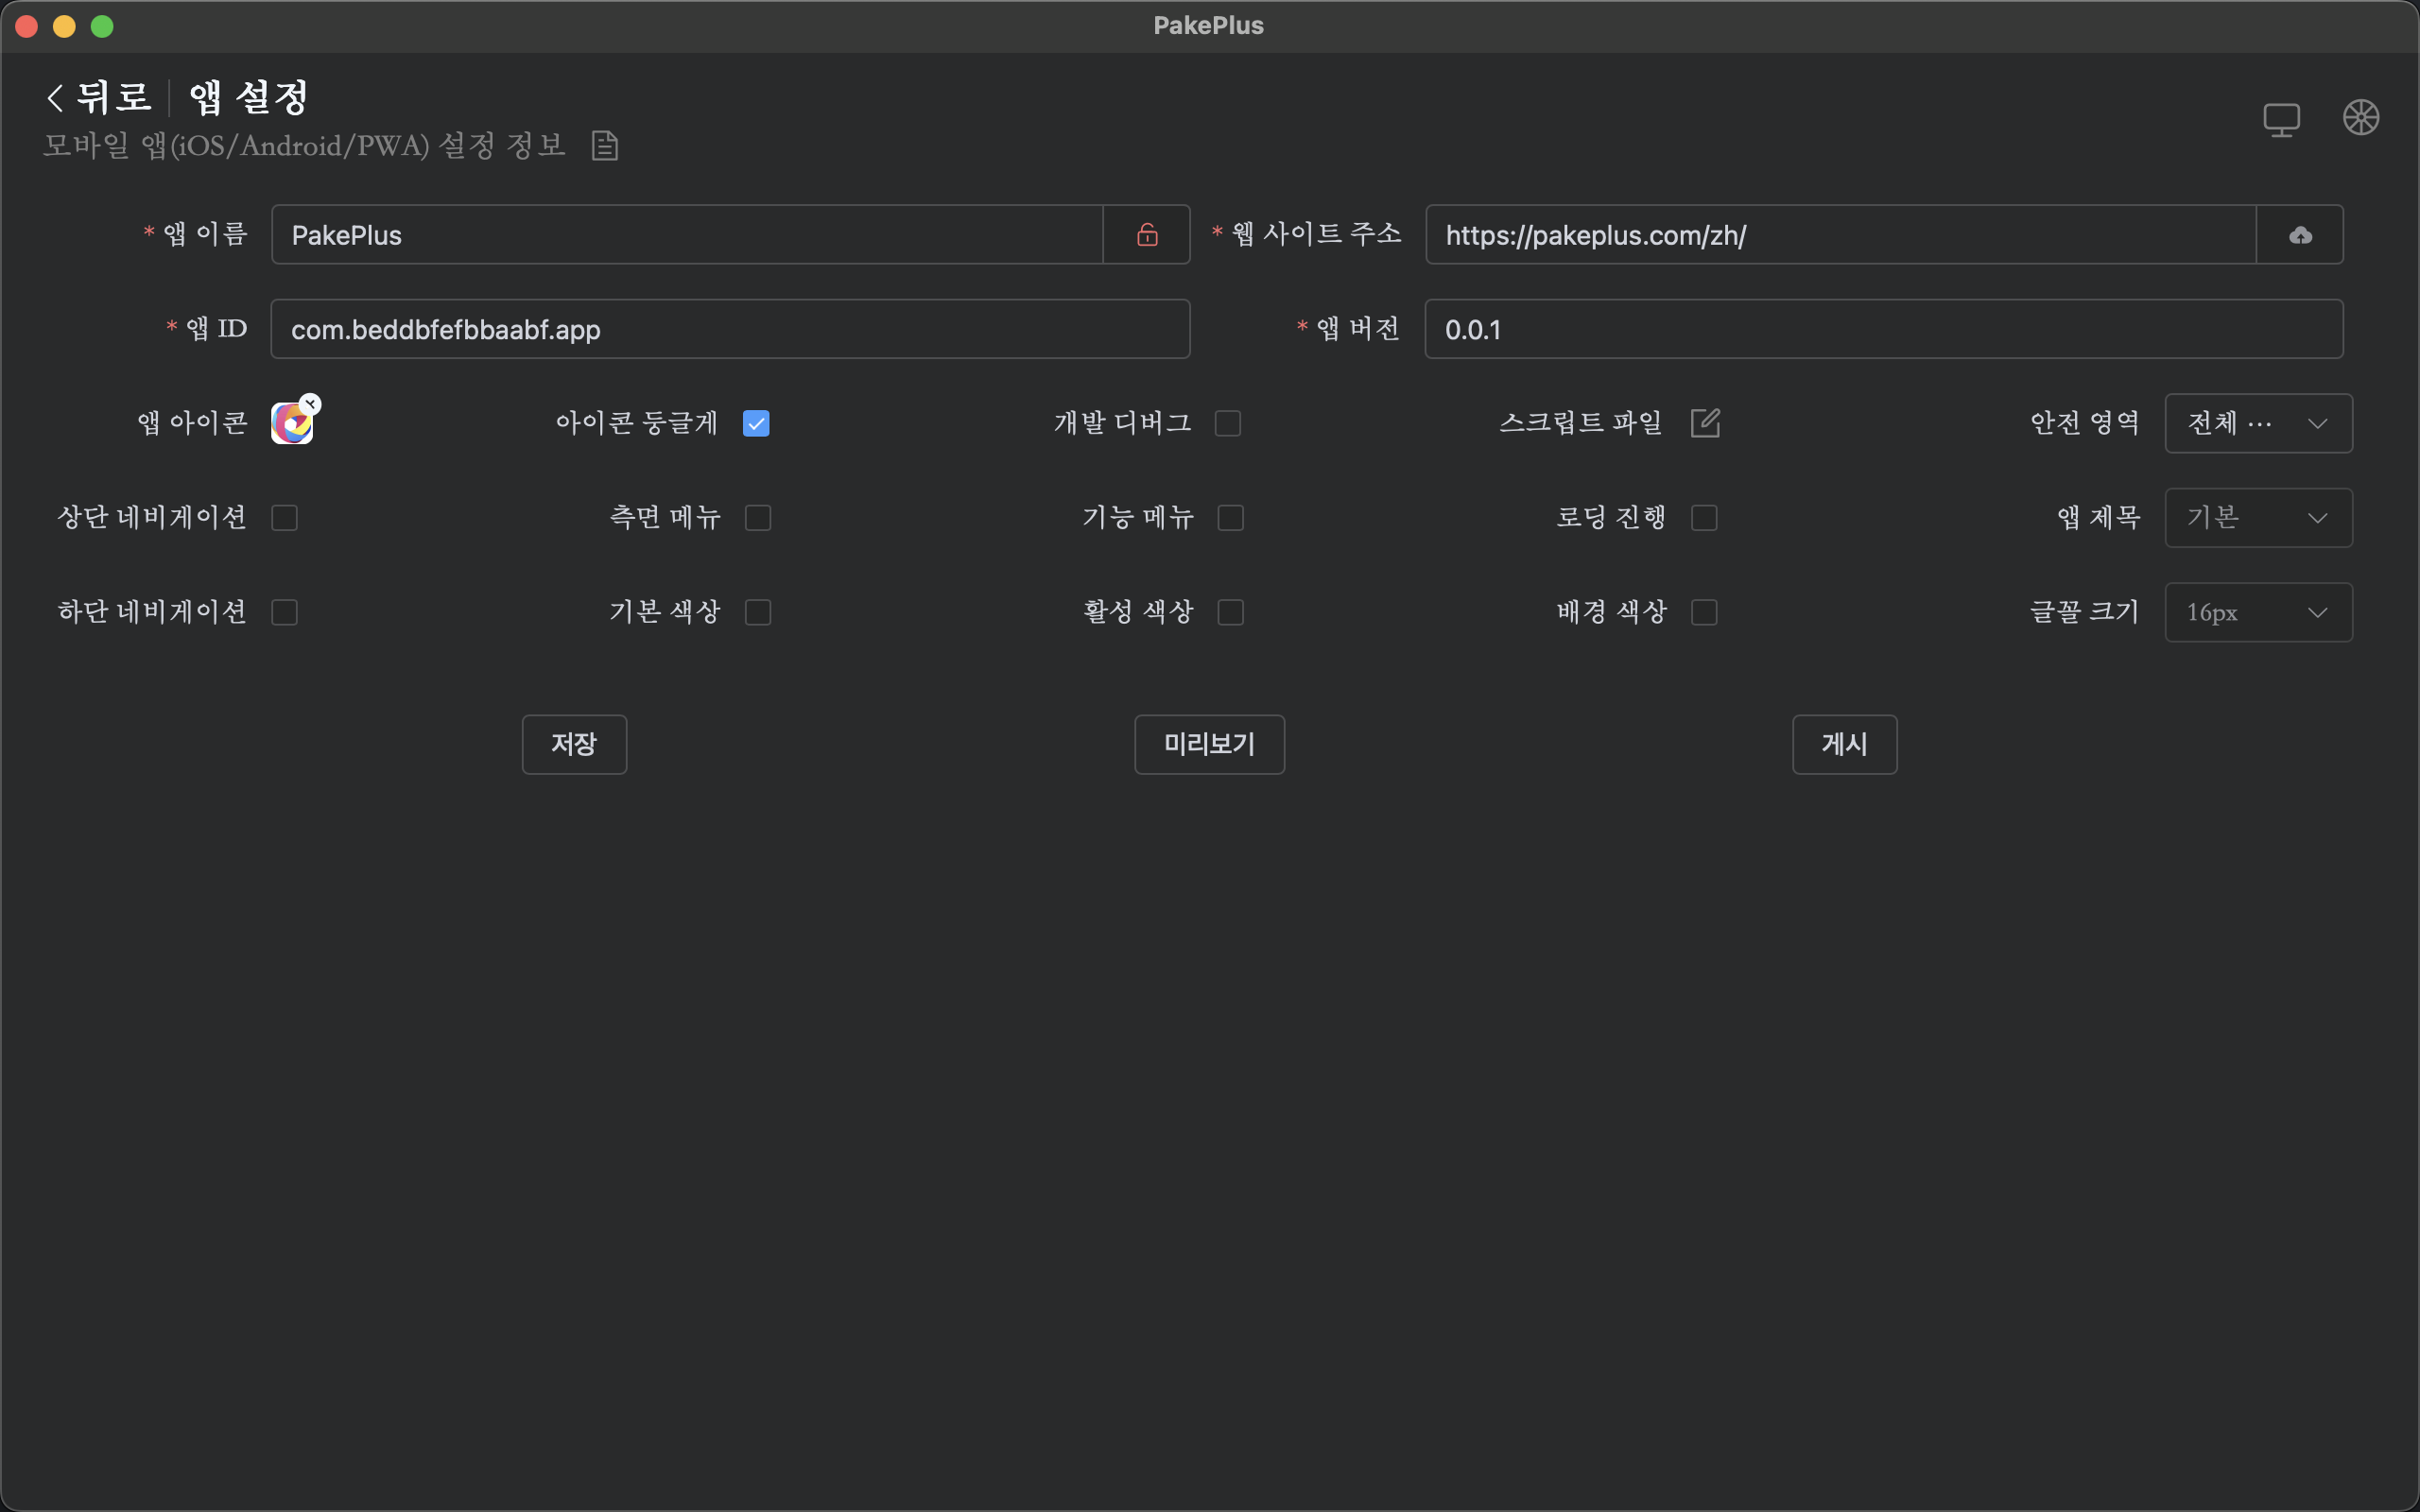 PakePlus
뒤로 앱 설정
모바일 앱(iOS/Android/PWA) 설정 정보
* 앱 이름 PakePlus * 웹 사이트 주소 https://pakeplus.com/zh/
* 앱 ID com.beddbfefbbaabf.app * 앱 버전 0.0.1
앱 아이콘 아이콘 둥글게 개발 디버그 스크립트 파일 안전 영역 전체 ···
상단 네비게이션 측면 메뉴 기능 메뉴 로딩 진행 앱 제목 기본
하단 네비게이션 기본 색상 활성 색상 배경 색상 글꼴 크기 16px
저장 미리보기 게시